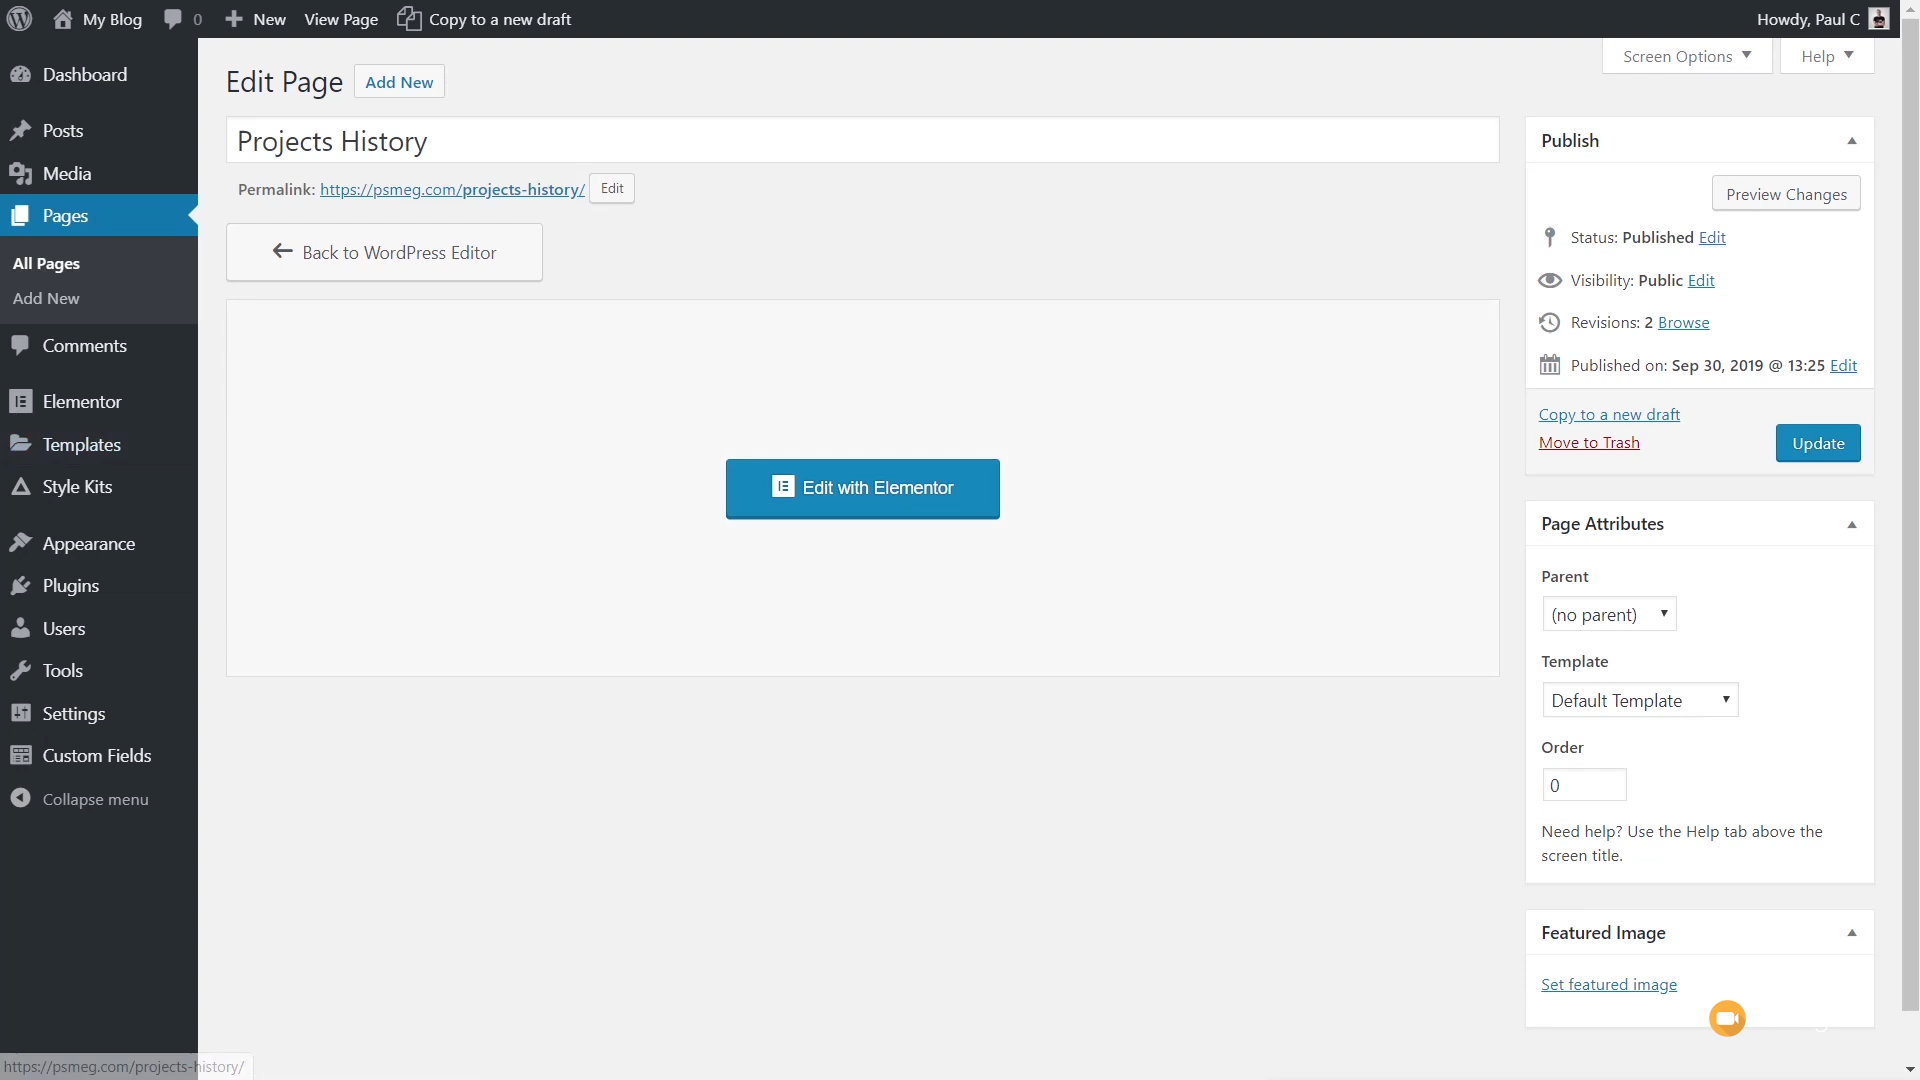 My Blog
0
New
View Page
Copy to a new draft
Howdy, Paul C
Screen Options
Help
Dashboard
Posts
Media
Pages
All Pages
Add New
Comments
Elementor
Templates
Style Kits
Appearance
Plugins
Users
Tools
Settings
Custom Fields
Collapse menu
Edit Page
Add New
Projects History
Permalink: https://psmeg.com/projects-history/ Edit
Back to WordPress Editor
Edit with Elementor
Publish
Preview Changes
Status: Published Edit
Visibility: Public Edit
Revisions: 2 Browse
Published on: Sep 30, 2019 @ 13:25 Edit
Copy to a new draft
Move to Trash
Update
Page Attributes
Parent
(no parent)
Template
Default Template
Order
0
Need help? Use the Help tab above the
screen title.
Featured Image
Set featured image
https://psmeg.com/projects-history/